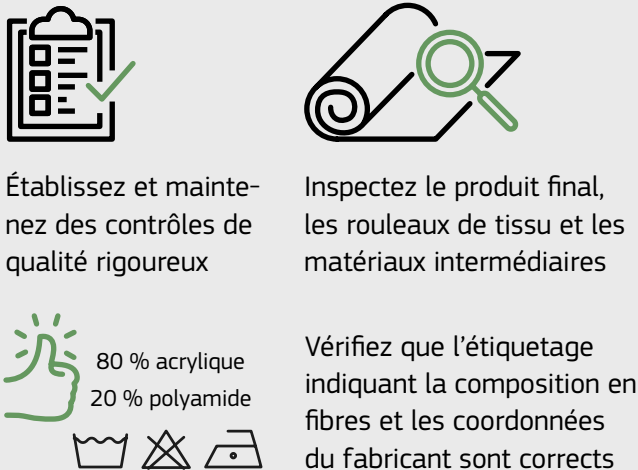 Établissez et mainte-
nez des contrôles de
qualité rigoureux
Inspectez le produit final,
les rouleaux de tissu et les
matériaux intermédiaires
80 % acrylique
20 % polyamide
Vérifiez que l’étiquetage
indiquant la composition en
fibres et les coordonnées
du fabricant sont corrects